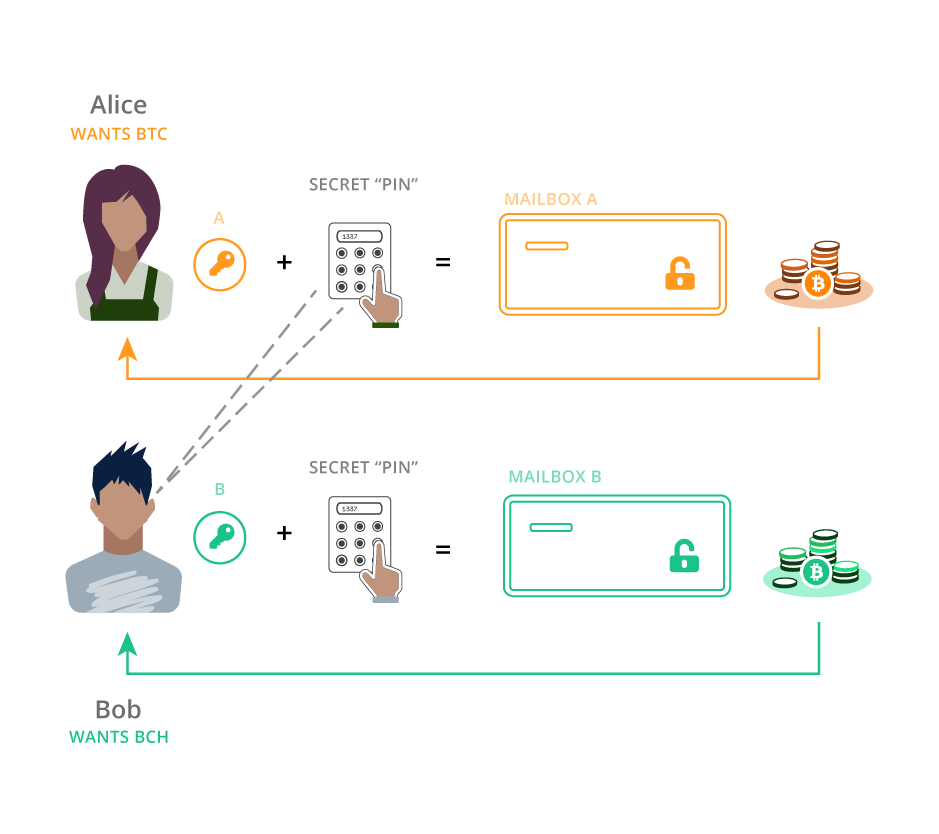 Alice
WANTS BTC
SECRET “PIN”
MAILBOX A
A
1337
+
=
SECRET “PIN”
MAILBOX B
B
1337
+
=
Bob
WANTS BCH